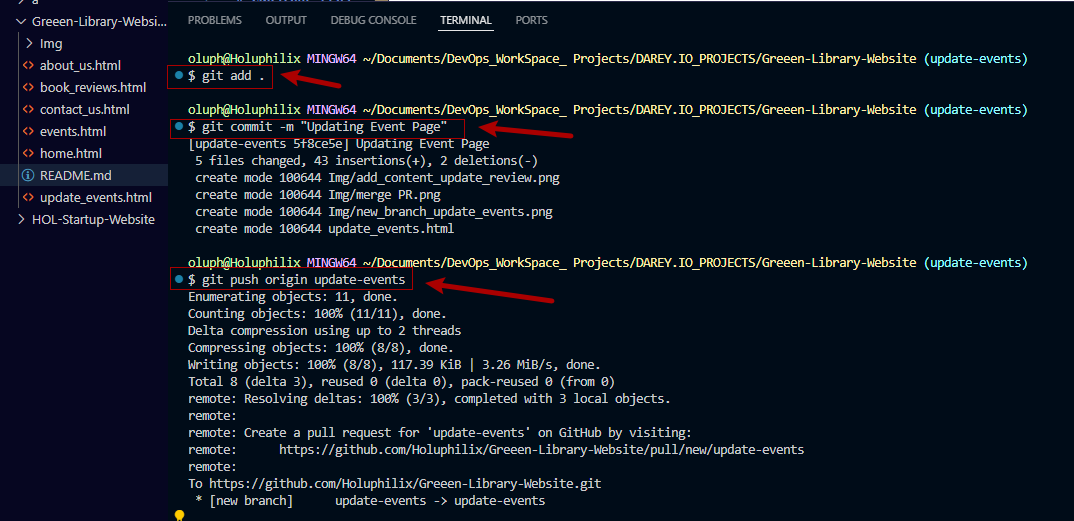 a
Greeen-Library-Websi...
Img
about_us.html
book_reviews.html
contact_us.html
events.html
home.html
README.md
update_events.html
HOL-Startup-Website
PROBLEMS OUTPUT DEBUG CONSOLE TERMINAL PORTS
oluph@Holuphilix MINGW64 ~/Documents/DevOps_WorkSpace_ Projects/DAREY.IO_PROJECTS/Greeen-Library-Website (update-events)
$ git add .
oluph@Holuphilix MINGW64 ~/Documents/DevOps_WorkSpace_ Projects/DAREY.IO_PROJECTS/Greeen-Library-Website (update-events)
$ git commit -m "Updating Event Page"
[update-events 5f8ce5e] Updating Event Page
5 files changed, 43 insertions(+), 2 deletions(-)
create mode 100644 Img/add_content_update_review.png
create mode 100644 Img/merge PR.png
create mode 100644 Img/new_branch_update_events.png
create mode 100644 update_events.html
oluph@Holuphilix MINGW64 ~/Documents/DevOps_WorkSpace_ Projects/DAREY.IO_PROJECTS/Greeen-Library-Website (update-events)
$ git push origin update-events
Enumerating objects: 11, done.
Counting objects: 100% (11/11), done.
Delta compression using up to 2 threads
Compressing objects: 100% (8/8), done.
Writing objects: 100% (8/8), 117.39 KiB | 3.26 MiB/s, done.
Total 8 (delta 3), reused 0 (delta 0), pack-reused 0 (from 0)
remote: Resolving deltas: 100% (3/3), completed with 3 local objects.
remote:
remote: Create a pull request for 'update-events' on GitHub by visiting:
remote:      https://github.com/Holuphilix/Greeen-Library-Website/pull/new/update-events
remote:
To https://github.com/Holuphilix/Greeen-Library-Website.git
* [new branch]      update-events -> update-events